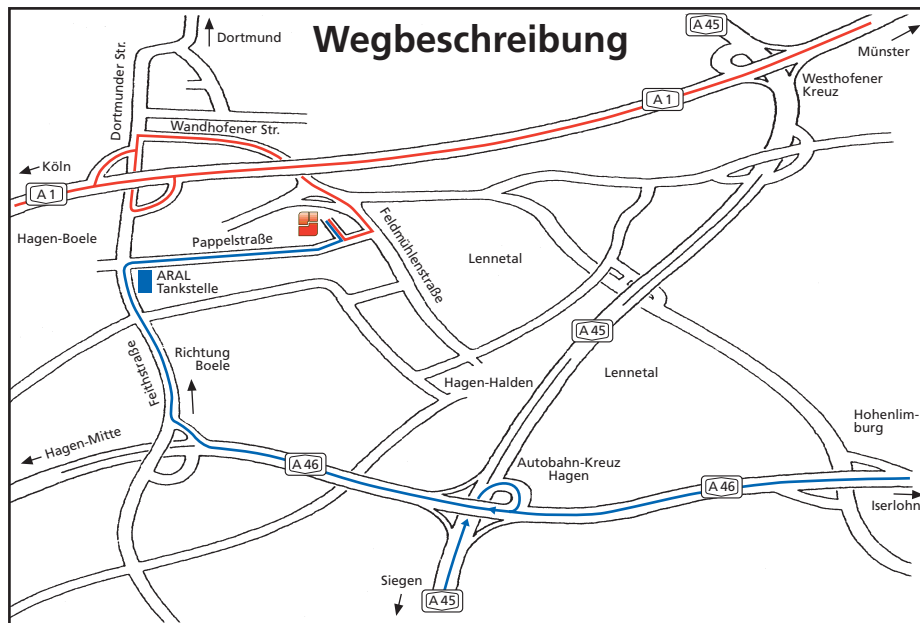 Wegbeschreibung
A 45
Münster
Dortmund
Dortmunder Str.
Westhofener
Kreuz
A 1
Wandhofener Str.
Köln
A 1
Hagen-Boele
Pappelstraße
Feldmühlenstraße
Lennetal
ARAL
Tankstelle
A 45
Richtung
Boele
Feithstraße
Hagen-Halden
Lennetal
Hohenlim-
burg
Hagen-Mitte
A 46
Autobahn-Kreuz
Hagen
A 46
Iserlohn
Siegen
A 45